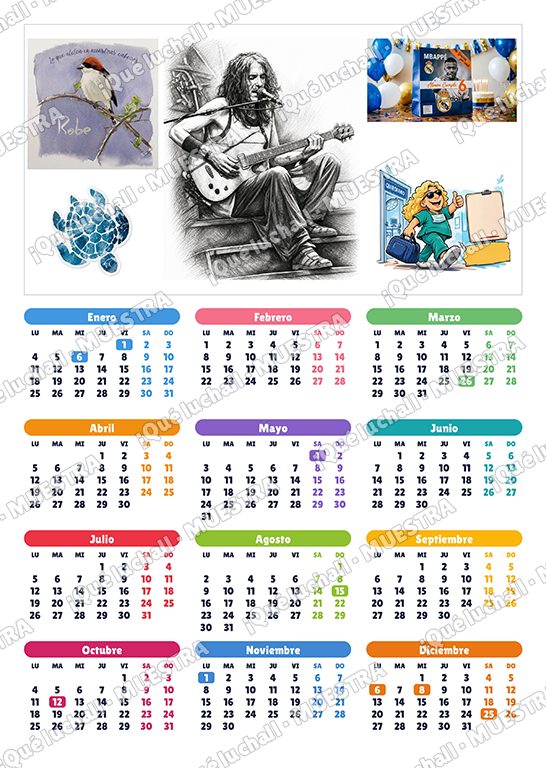 Lo que aletea en nuestras cabezas
Robe
MBAPPÉ
6
¡Qué lucha!! - MUESTRA
Enero
LU MA MI JU VI SA DO
1 2 3
4 5 6 7 8 9 10
11 12 13 14 15 16 17
18 19 20 21 22 23 24
25 26 27 28 29 30 31
Febrero
LU MA MI JU VI SA DO
1 2 3 4 5 6 7
8 9 10 11 12 13 14
15 16 17 18 19 20 21
22 23 24 25 26 27 28
Marzo
LU MA MI JU VI SA DO
1 2 3 4 5 6 7
8 9 10 11 12 13 14
15 16 17 18 19 20 21
22 23 24 25 26 27 28
29 30 31
Abril
LU MA MI JU VI SA DO
1 2 3 4
5 6 7 8 9 10 11
12 13 14 15 16 17 18
19 20 21 22 23 24 25
26 27 28 29 30
Mayo
LU MA MI JU VI SA DO
1 2
3 4 5 6 7 8 9
10 11 12 13 14 15 16
17 18 19 20 21 22 23
24 25 26 27 28 29 30
31
Junio
LU MA MI JU VI SA DO
1 2 3 4 5 6
7 8 9 10 11 12 13
14 15 16 17 18 19 20
21 22 23 24 25 26 27
28 29 30
Julio
LU MA MI JU VI SA DO
1 2 3 4
5 6 7 8 9 10 11
12 13 14 15 16 17 18
19 20 21 22 23 24 25
26 27 28 29 30 31
Agosto
LU MA MI JU VI SA DO
1
2 3 4 5 6 7 8
9 10 11 12 13 14 15
16 17 18 19 20 21 22
23 24 25 26 27 28 29
30 31
Septiembre
LU MA MI JU VI SA DO
1 2 3 4 5
6 7 8 9 10 11 12
13 14 15 16 17 18 19
20 21 22 23 24 25 26
27 28 29 30
Octubre
LU MA MI JU VI SA DO
1 2 3
4 5 6 7 8 9 10
11 12 13 14 15 16 17
18 19 20 21 22 23 24
25 26 27 28 29 30 31
Noviembre
LU MA MI JU VI SA DO
1 2 3 4 5 6 7
8 9 10 11 12 13 14
15 16 17 18 19 20 21
22 23 24 25 26 27 28
29 30
Diciembre
LU MA MI JU VI SA DO
1 2 3 4 5
6 7 8 9 10 11 12
13 14 15 16 17 18 19
20 21 22 23 24 25 26
27 28 29 30 31